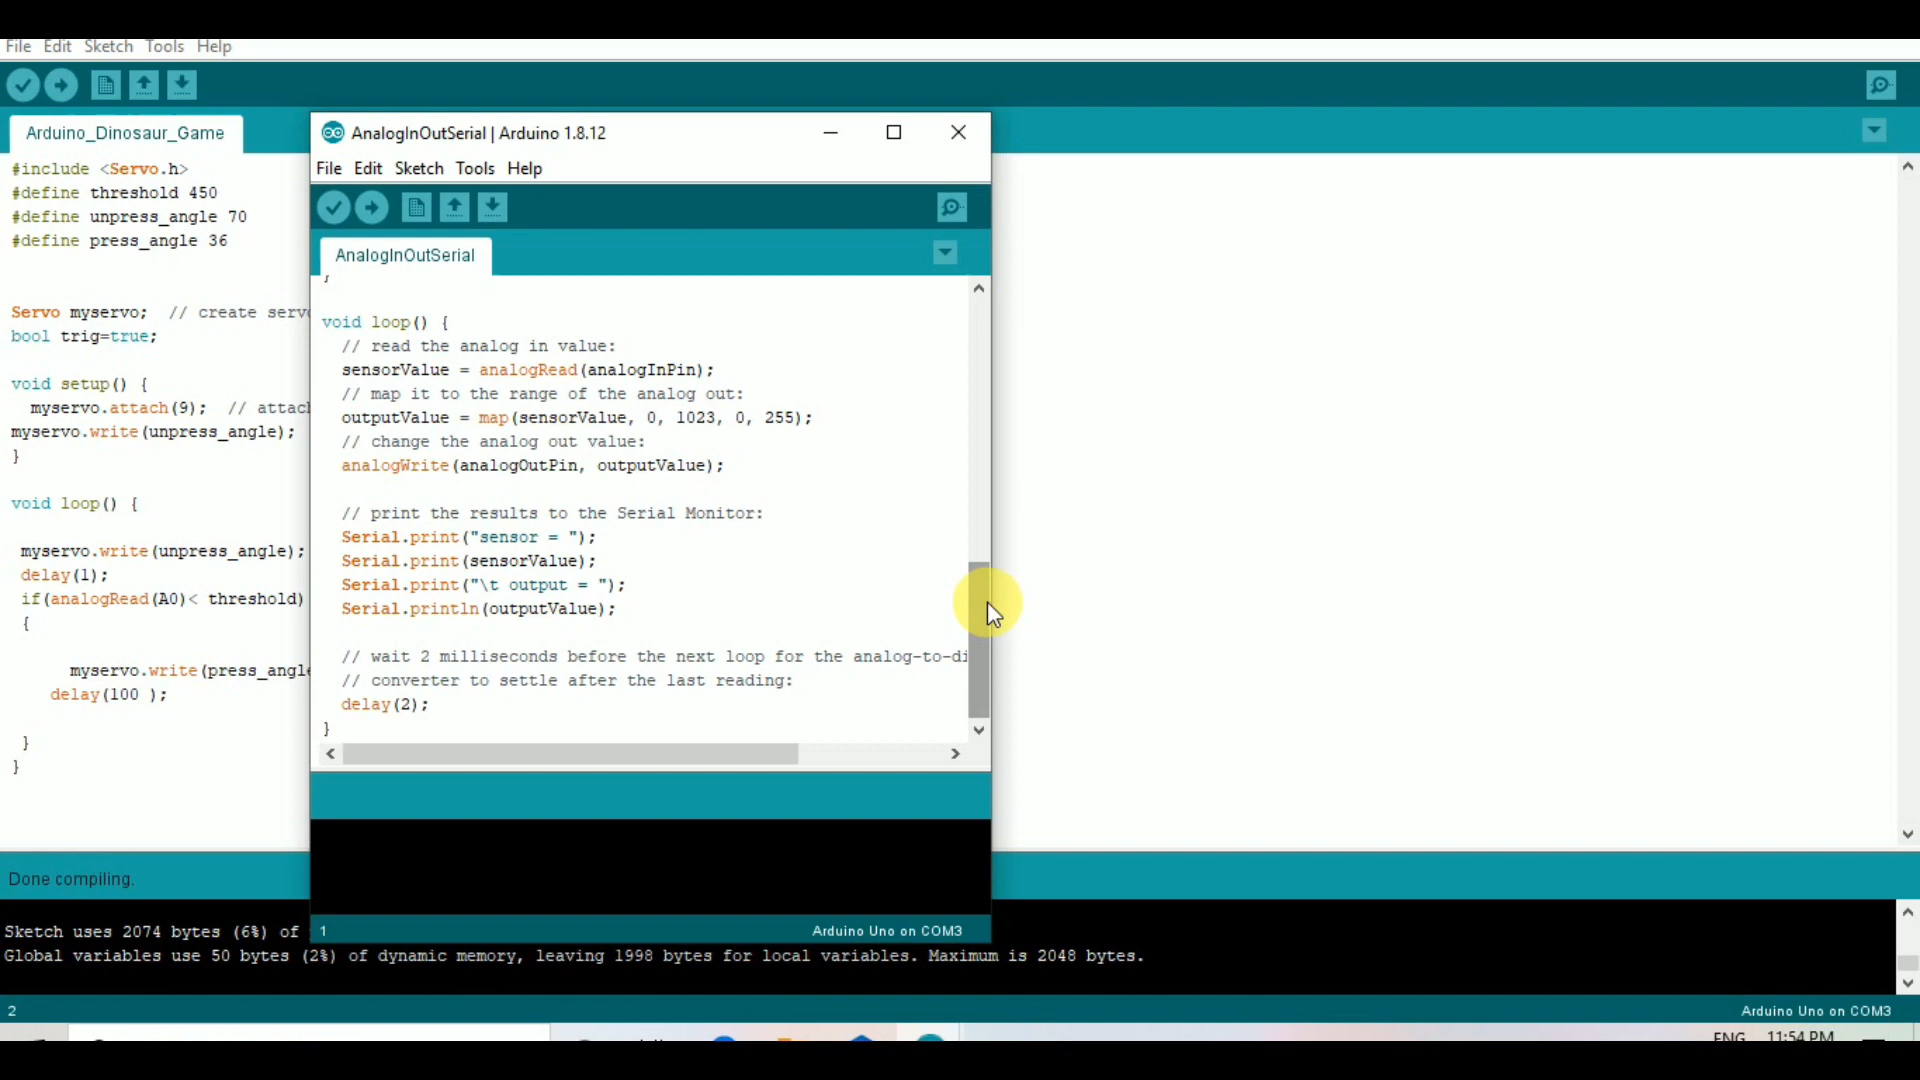 File Edit Sketch Tools Help
Arduino_Dinosaur_Game
#include <Servo.h>
#define threshold 450
#define unpress_angle 70
#define press_angle 36
Servo myservo;  // create serv
bool trig=true;
void setup() {
myservo.attach(9);  // attach
myservo.write(unpress_angle);
}
void loop() {
myservo.write(unpress_angle);
delay(1);
if(analogRead(A0)< threshold)
{
myservo.write(press_angle
delay(100 );
}
}
AnalogInOutSerial | Arduino 1.8.12
File Edit Sketch Tools Help
AnalogInOutSerial
void loop() {
// read the analog in value:
sensorValue = analogRead(analogInPin);
// map it to the range of the analog out:
outputValue = map(sensorValue, 0, 1023, 0, 255);
// change the analog out value:
analogWrite(analogOutPin, outputValue);
// print the results to the Serial Monitor:
Serial.print("sensor = ");
Serial.print(sensorValue);
Serial.print("\t output = ");
Serial.println(outputValue);
// wait 2 milliseconds before the next loop for the analog-to-di
// converter to settle after the last reading:
delay(2);
}
1 Arduino Uno on COM3
Done compiling.
Sketch uses 2074 bytes (6%) of
Global variables use 50 bytes (2%) of dynamic memory, leaving 1998 bytes for local variables. Maximum is 2048 bytes.
2 Arduino Uno on COM3
ENG 11:54 PM